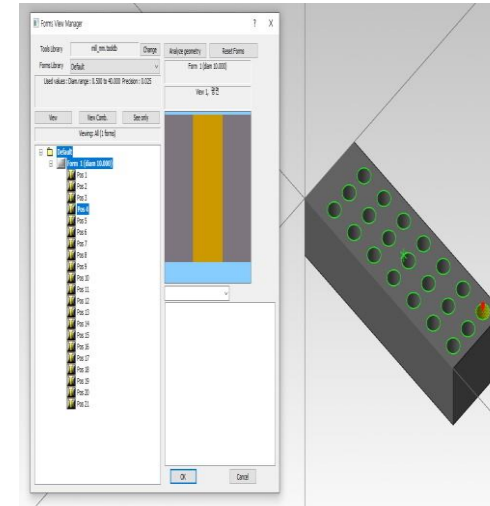 Forms View Manager ? X
Tools Library mill_mm.tooldb Change
Forms Library Default
Used values : Diam.range : 0.500 to 40.000 Precision : 0.025
View View Comb. See only
Viewing: All (1 forms)
Default
Form 1 (diam 10.000)
Pos 1
Pos 2
Pos 3
Pos 4
Pos 5
Pos 6
Pos 7
Pos 8
Pos 9
Pos 10
Pos 11
Pos 12
Pos 13
Pos 14
Pos 15
Pos 16
Pos 17
Pos 18
Pos 19
Pos 20
Pos 21
Analyze geometry Reset Forms
Form 1 (diam 10.000)
View 1,
OK Cancel